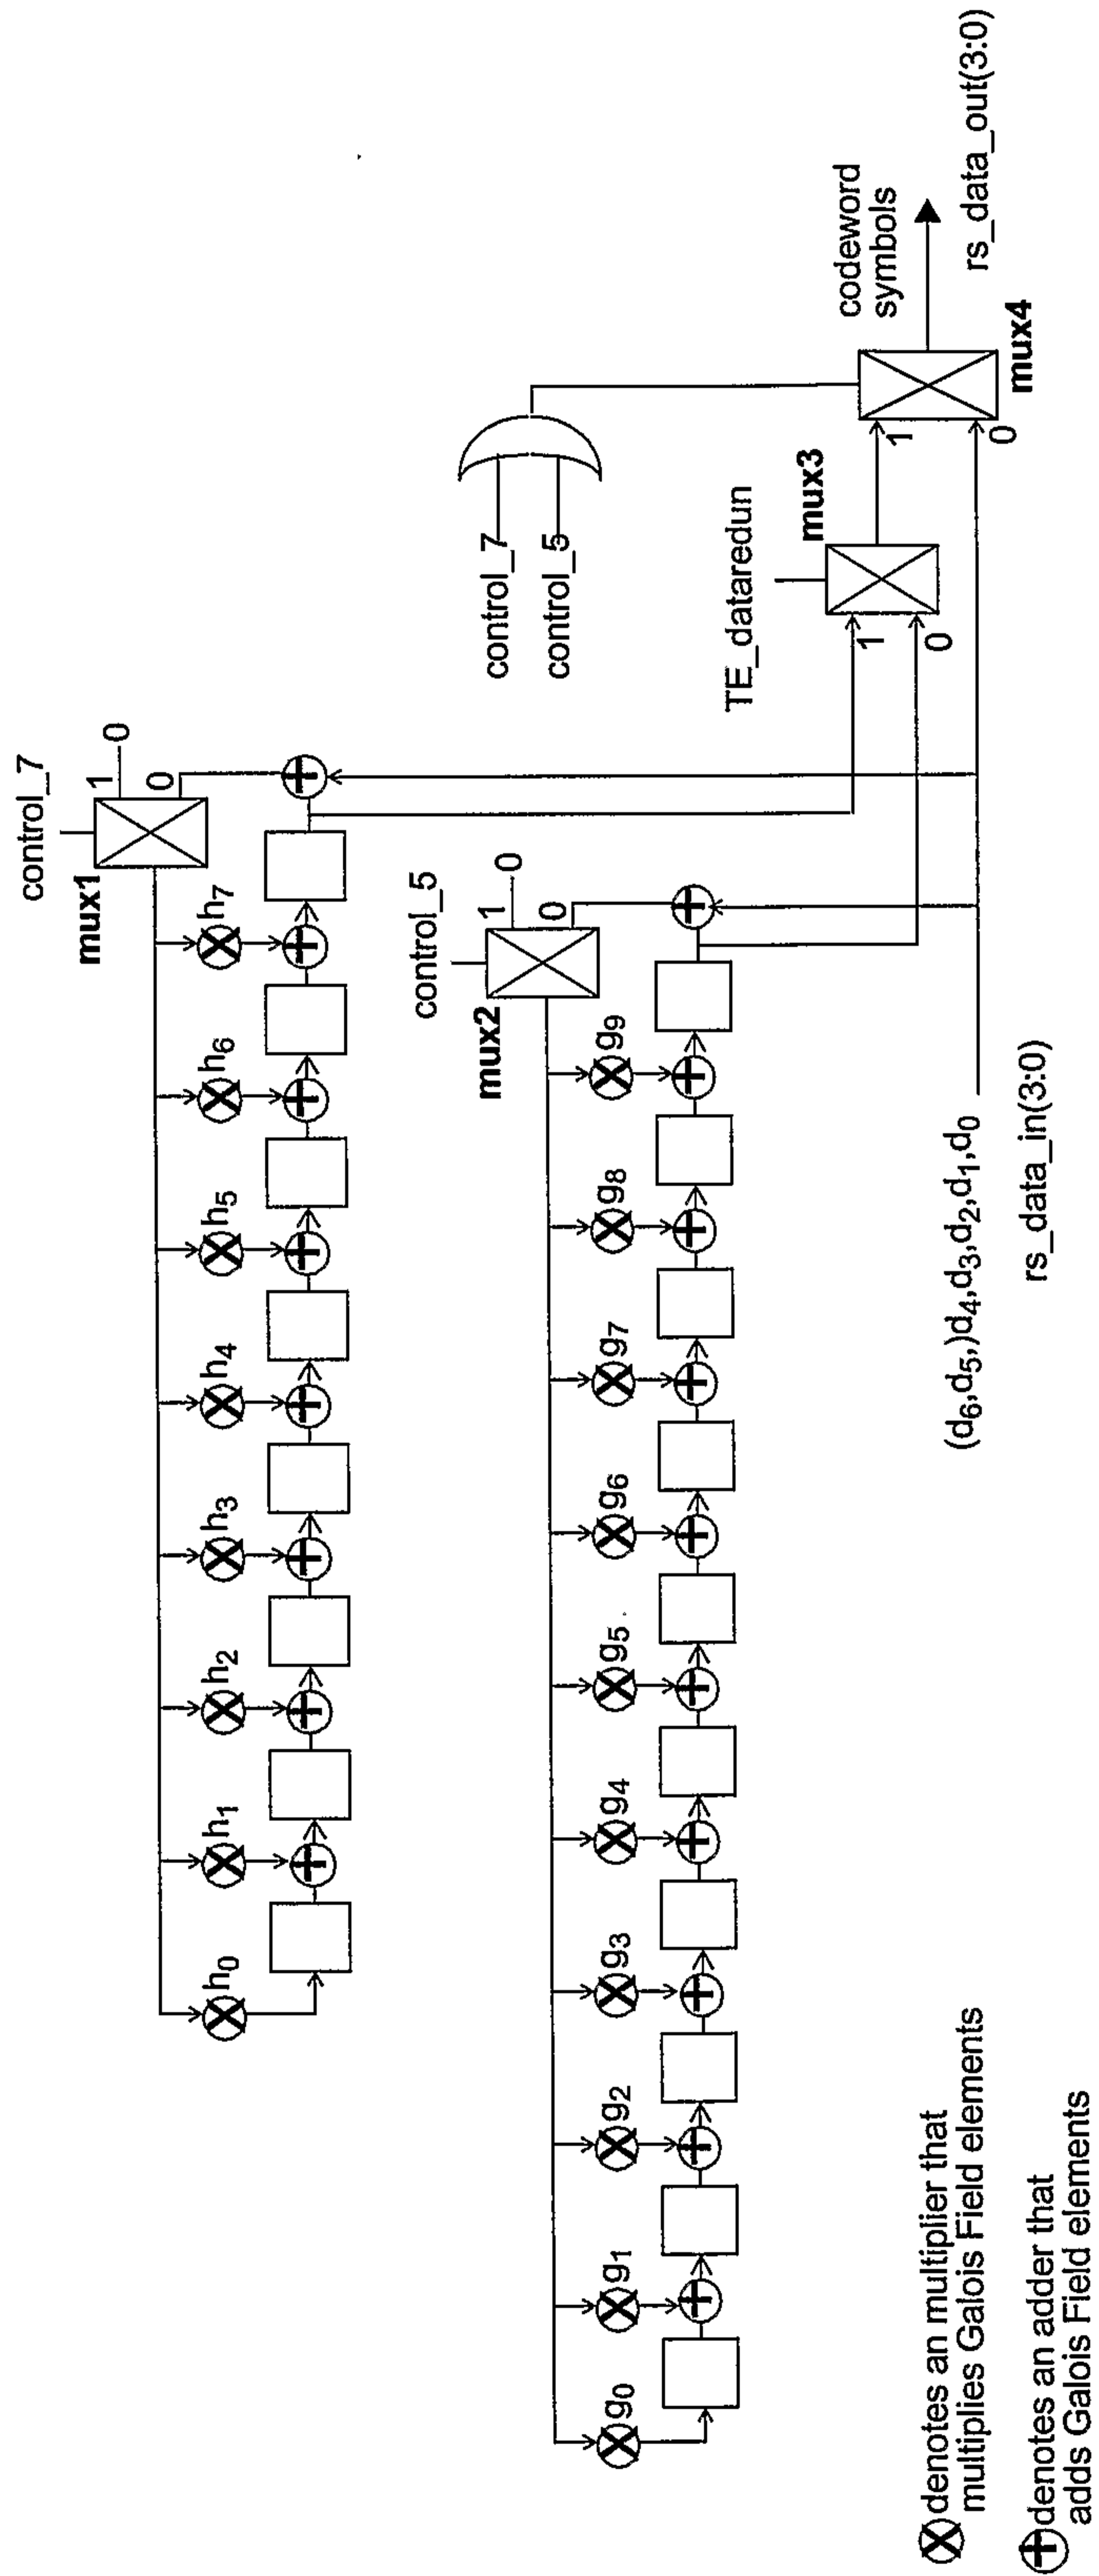 control_7
1
0
0
mux1
h0
h1
h2
h3
h4
h5
h6
h7
control_5
1
0
0
mux2
g0
g1
g2
g3
g4
g5
g6
g7
g8
g9
control_7
control_5
TE_dataredun
mux3
1
0
codeword
symbols
1
0
mux4
rs_data_out(3:0)
(d6,d5,)d4,d3,d2,d1,d0
rs_data_in(3:0)
denotes an multiplier that
multiplies Galois Field elements
denotes an adder that
adds Galois Field elements